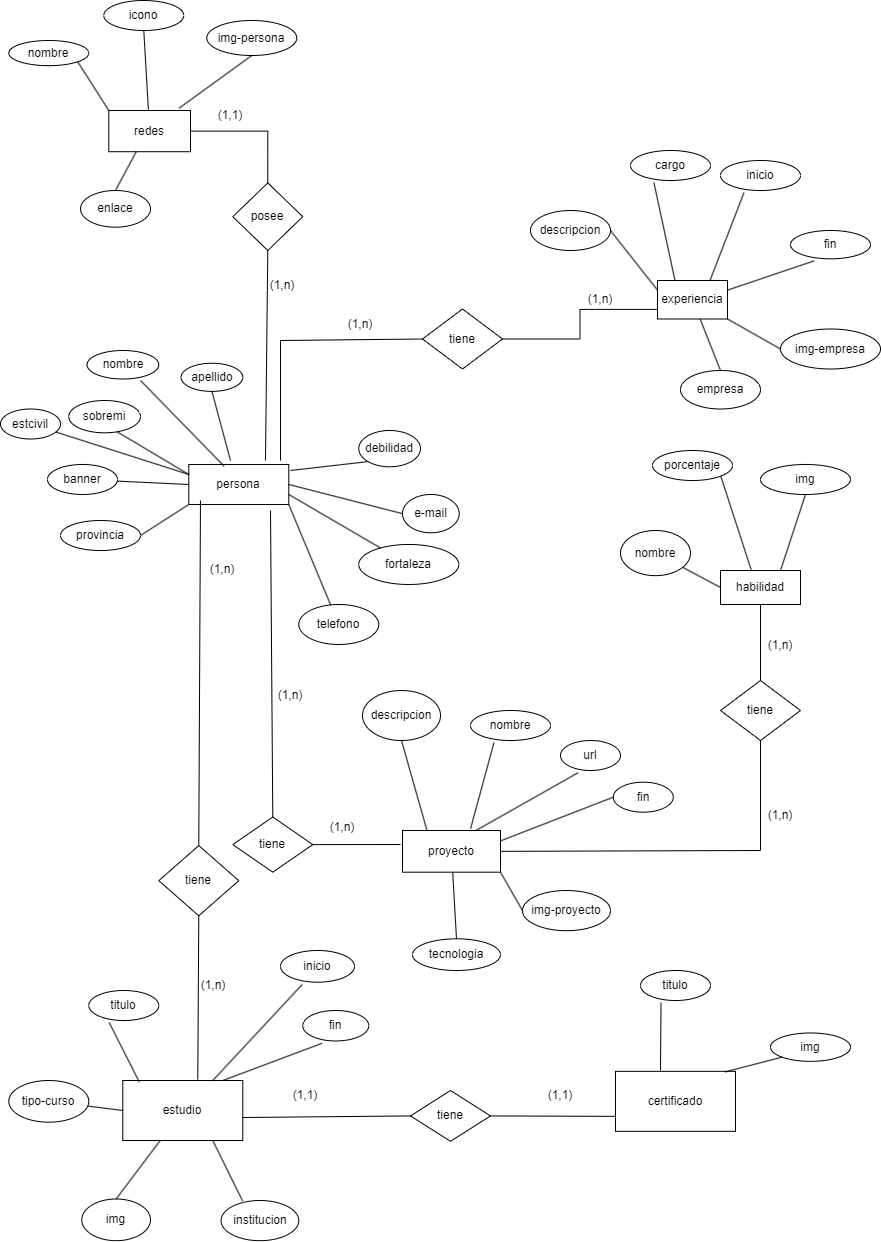 icono
img-persona
nombre
(1,1)
redes
enlace
posee
(1,n)
cargo
inicio
descripcion
fin
experiencia
(1,n)
(1,n)
tiene
img-empresa
empresa
nombre
apellido
sobremi
estcivil
debilidad
banner
persona
e-mail
provincia
fortaleza
telefono
(1,n)
porcentaje
img
nombre
habilidad
(1,n)
tiene
(1,n)
(1,n)
descripcion
nombre
url
fin
(1,n)
tiene
proyecto
img-proyecto
tecnologia
tiene
(1,n)
inicio
titulo
fin
tipo-curso
estudio
(1,1)
tiene
(1,1)
titulo
img
certificado
img
institucion